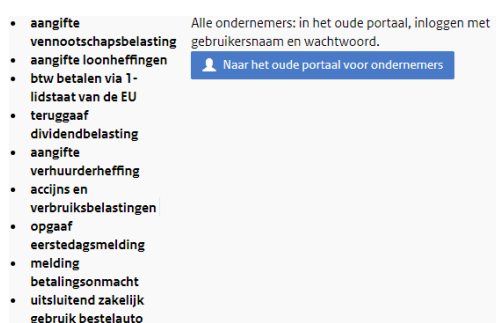 • aangifte
vennootschapsbelasting
• aangifte loonheffingen
• btw betalen via 1-
lidstaat van de EU
• teruggaaf
dividendbelasting
• aangifte
verhuurderheffing
• accijns en
verbruiksbelastingen
• opgaaf
eerstedagsmelding
• melding
betalingsonmacht
• uitsluitend zakelijk
gebruik bestelauto
Alle ondernemers: in het oude portaal, inloggen met
gebruikersnaam en wachtwoord.
Naar het oude portaal voor ondernemers